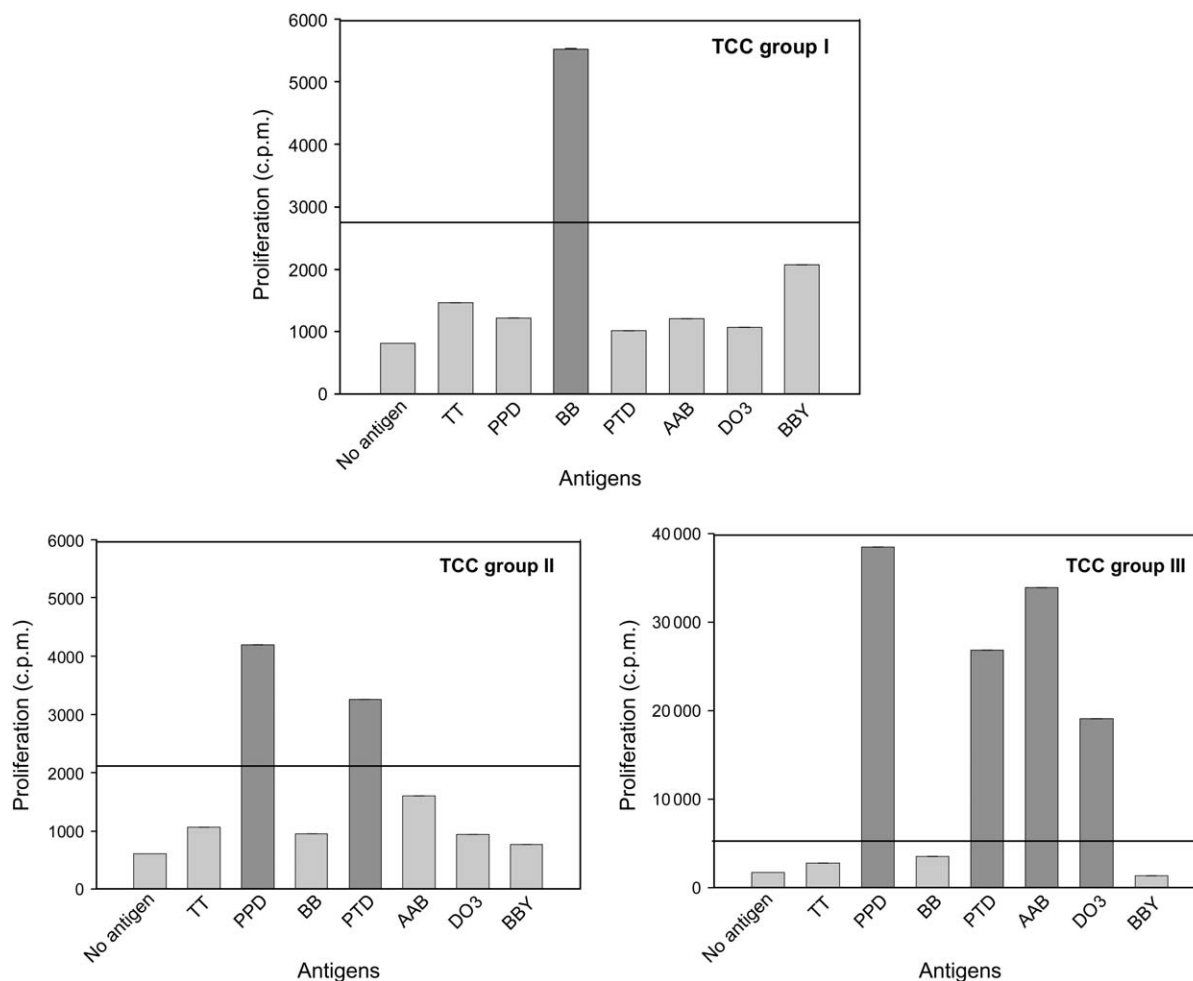 TCC group I
Proliferation (c.p.m.)
6000
5000
4000
3000
2000
1000
0
No antigen
TT
PPD
BB
PTD
AAB
DO3
BBY
Antigens
TCC group II
Proliferation (c.p.m.)
6000
5000
4000
3000
2000
1000
0
No antigen
TT
PPD
BB
PTD
AAB
DO3
BBY
Antigens
TCC group III
Proliferation (c.p.m.)
40 000
30 000
20 000
10 000
0
No antigen
TT
PPD
BB
PTD
AAB
DO3
BBY
Antigens